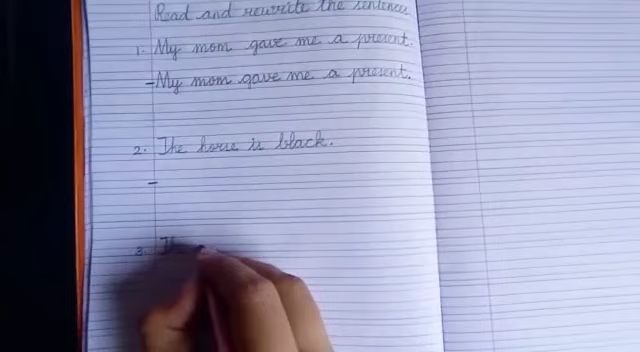 Read and rewrite the sentences
1. My mom gave me a present.
- My mom gave me a present.
2. The horse is black.
-
3. Th